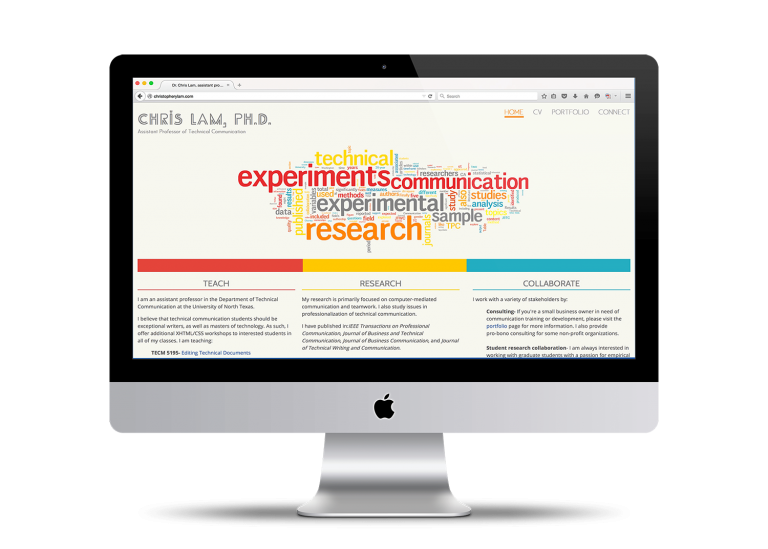 Dr. Chris Lam, assistant pro...
christopherylam.com
Search
CHRIS LAM, PH.D.
Assistant Professor of Technical Communication
HOME CV PORTFOLIO CONNECT
technical
experiments
communication
researchers
published
results
variables
used
methods
measures
authors
different
experimental
study
also
studies
analysis
data
sample
topics
included
field
research
journals
TPC
TEACH
I am an assistant professor in the Department of Technical
Communication at the University of North Texas.
I believe that technical communication students should be
exceptional writers, as well as masters of technology. As such, I
offer additional XHTML/CSS workshops to interested students in
all of my classes. I am teaching:
TECM 5195- Editing Technical Documents
RESEARCH
My research is primarily focused on computer-mediated
communication and teamwork. I also study issues in
professionalization of technical communication.
I have published in:IEEE Transactions on Professional
Communication, Journal of Business and Technical
Communication, Journal of Business Communication, and Journal
of Technical Writing and Communication.
COLLABORATE
I work with a variety of stakeholders by:
Consulting- If you're a small business owner in need of
communication training or development, please visit the
portfolio page for more information. I also provide
pro-bono consulting for some non-profit organizations.
Student research collaboration- I am always interested in
working with graduate students with a passion for empirical